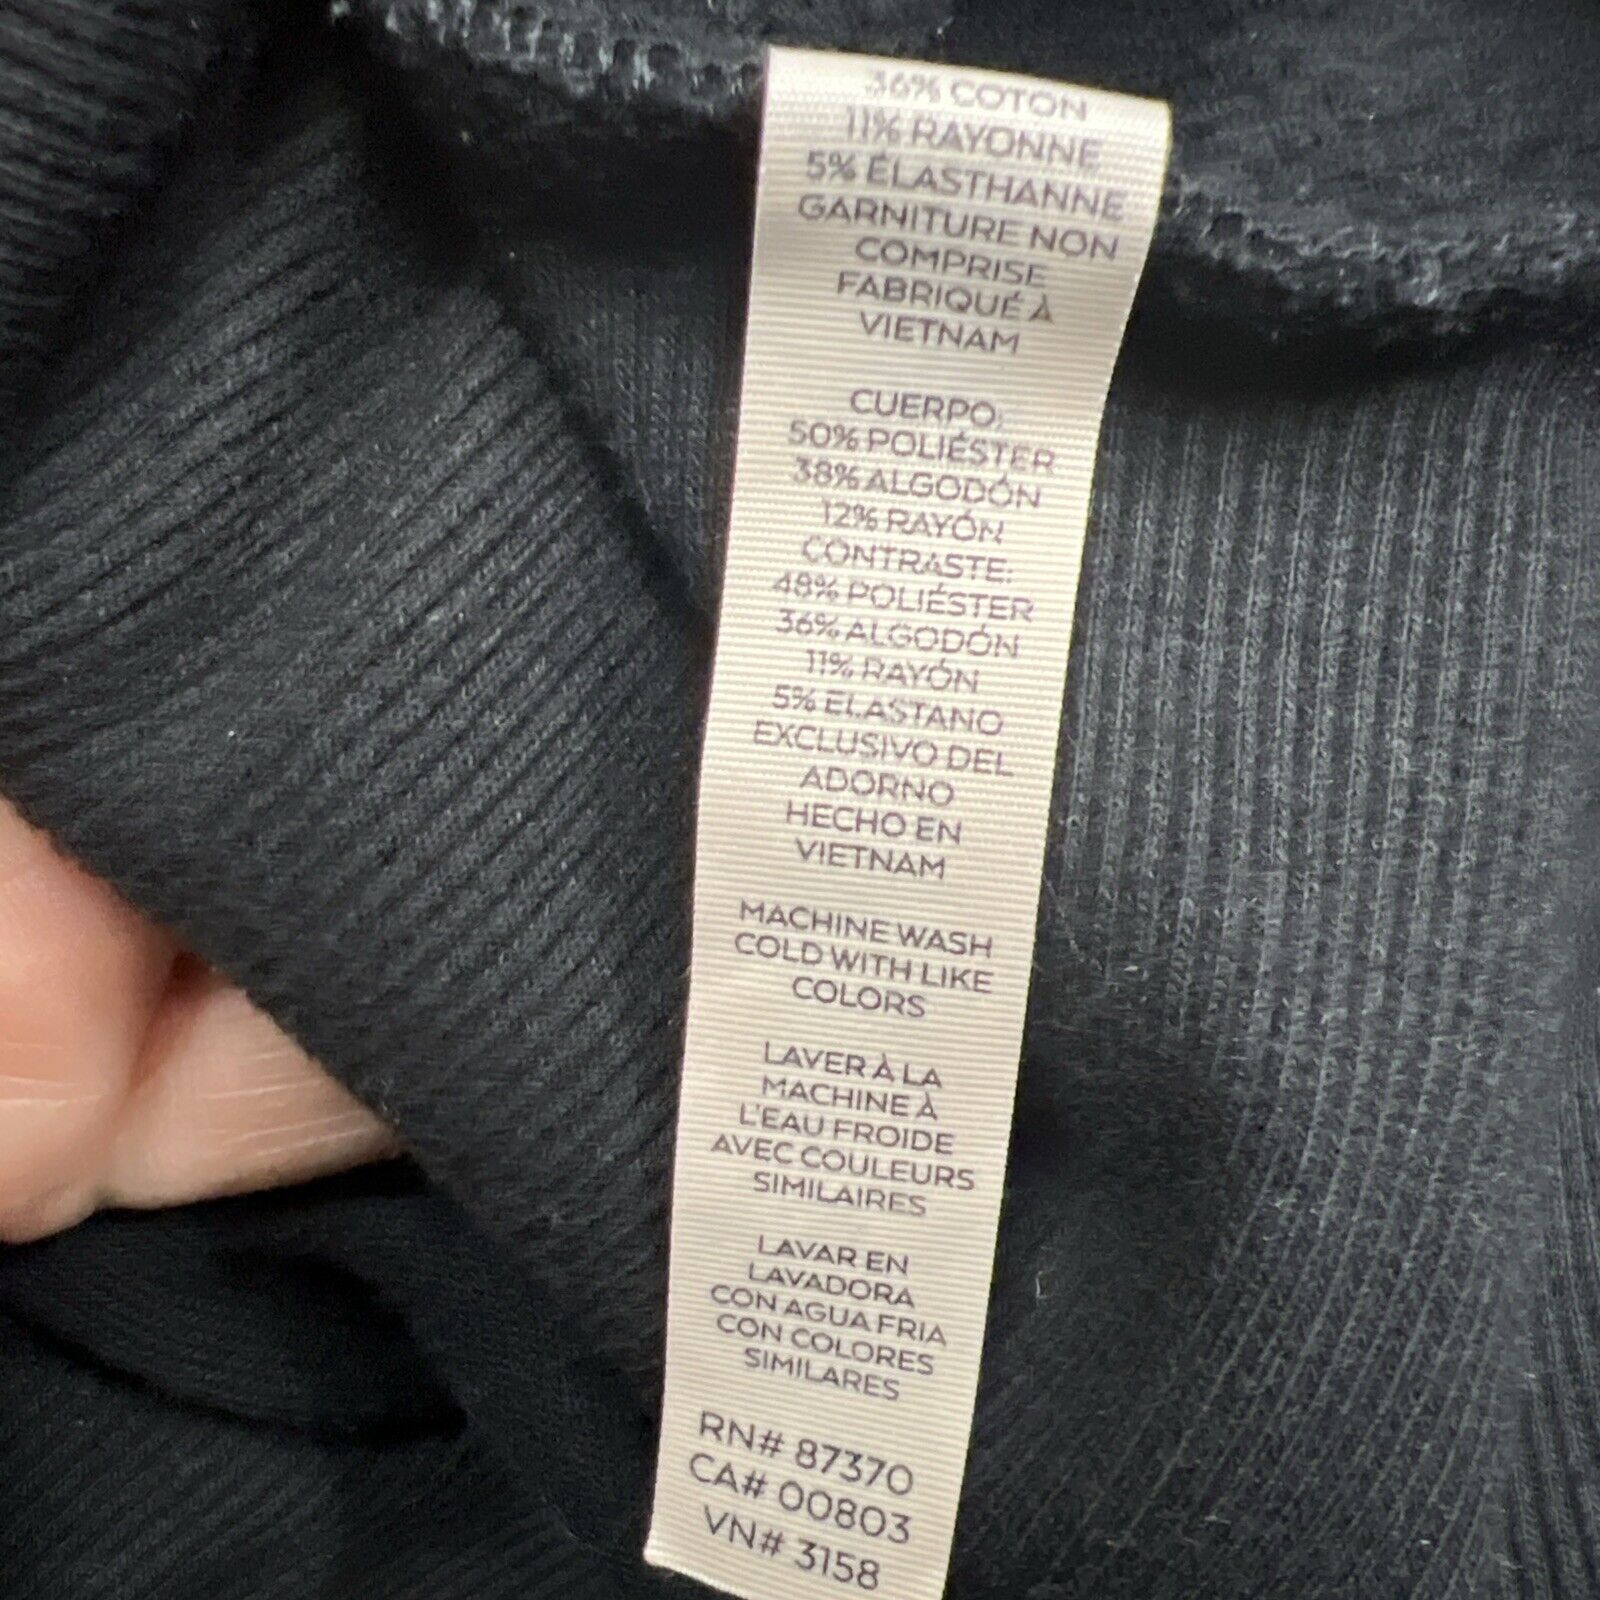 36% COTON
11% RAYONNE
5% ÉLASTHANNE
GARNITURE NON
COMPRISE
FABRIQUÉ À
VIETNAM
CUERPO:
50% POLIÉSTER
38% ALGODÓN
12% RAYÓN
CONTRASTE:
48% POLIÉSTER
36% ALGODÓN
11% RAYÓN
5% ELASTANO
EXCLUSIVO DEL
ADORNO
HECHO EN
VIETNAM
MACHINE WASH
COLD WITH LIKE
COLORS
LAVER À LA
MACHINE À
L'EAU FROIDE
AVEC COULEURS
SIMILAIRES
LAVAR EN
LAVADORA
CON AGUA FRIA
CON COLORES
SIMILARES
RN# 87370
CA# 00803
VN# 3158